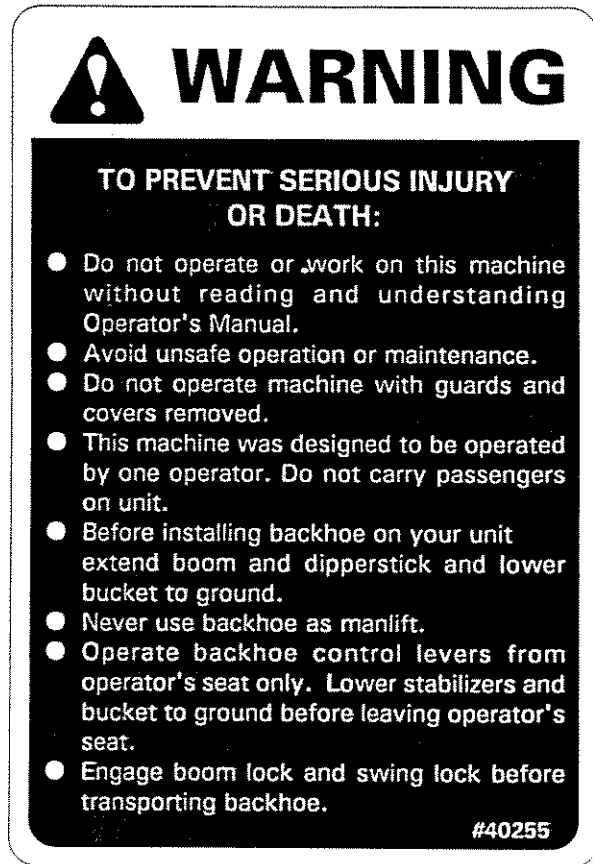 WARNING
TO PREVENT SERIOUS INJURY
OR DEATH:
● Do not operate or work on this machine
without reading and understanding
Operator's Manual.
● Avoid unsafe operation or maintenance.
● Do not operate machine with guards and
covers removed.
● This machine was designed to be operated
by one operator. Do not carry passengers
on unit.
● Before installing backhoe on your unit
extend boom and dipperstick and lower
bucket to ground.
● Never use backhoe as manlift.
● Operate backhoe control levers from
operator's seat only. Lower stabilizers and
bucket to ground before leaving operator's
seat.
● Engage boom lock and swing lock before
transporting backhoe.
#40255